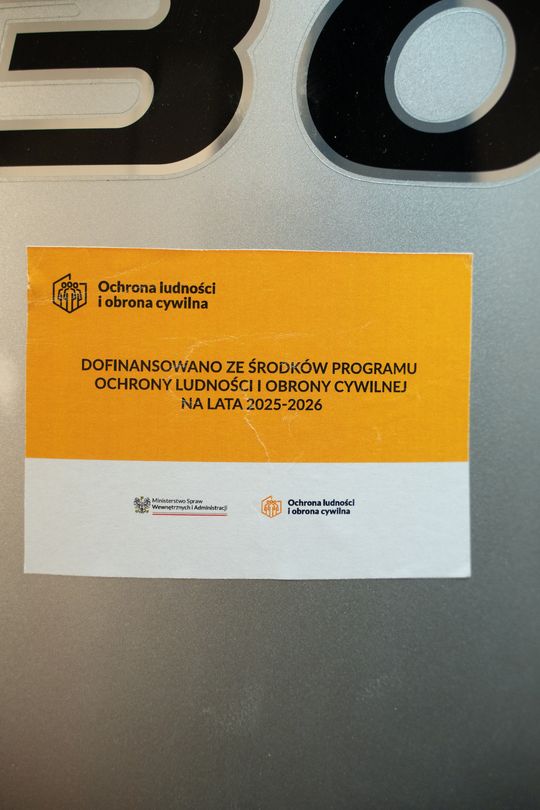 Ochrona ludności
i obrona cywilna
DOFINANSOWANO ZE ŚRODKÓW PROGRAMU
OCHRONY LUDNOŚCI I OBRONY CYWILNEJ
NA LATA 2025-2026
Ministerstwo Spraw
Wewnętrznych i Administracji
Ochrona ludności
i obrona cywilna